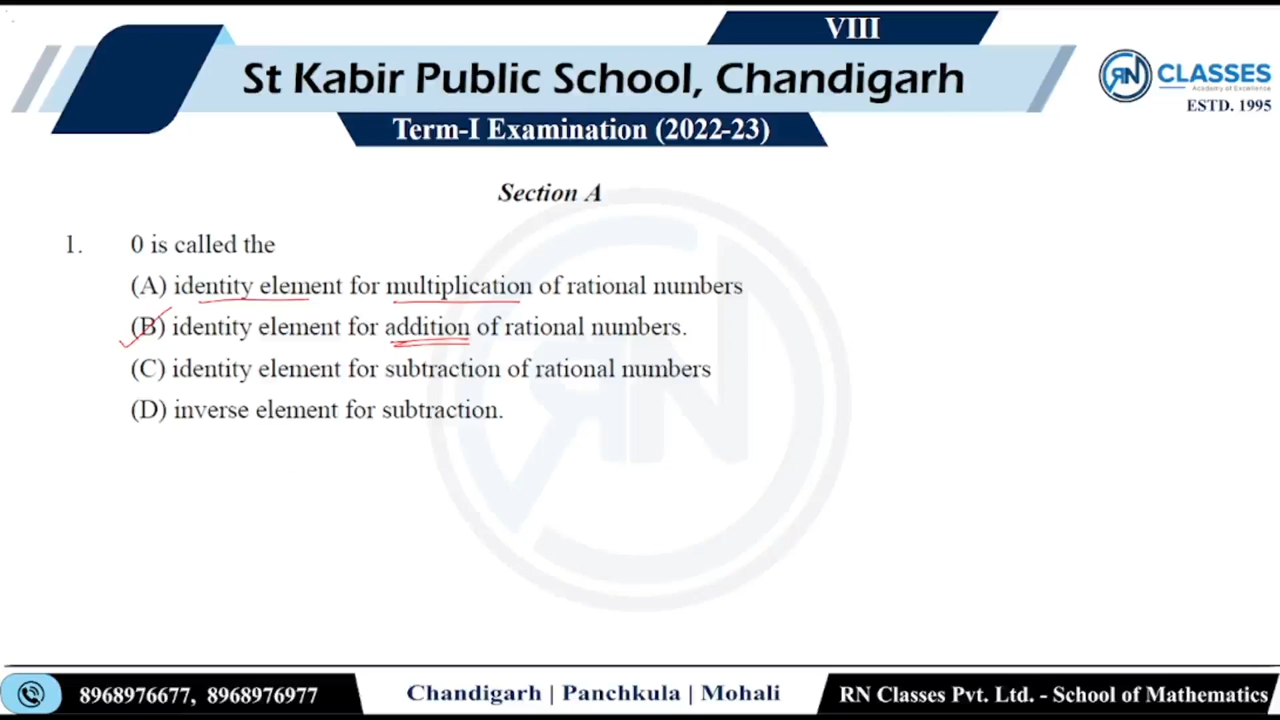 VIII
St Kabir Public School, Chandigarh
Term-I Examination (2022-23)
RN CLASSES
Academy of Excellence
ESTD. 1995
Section A
1. 0 is called the
(A) identity element for multiplication of rational numbers
(B) identity element for addition of rational numbers.
(C) identity element for subtraction of rational numbers
(D) inverse element for subtraction.
RN
8968976677, 8968976977
Chandigarh | Panchkula | Mohali
RN Classes Pvt. Ltd. - School of Mathematics